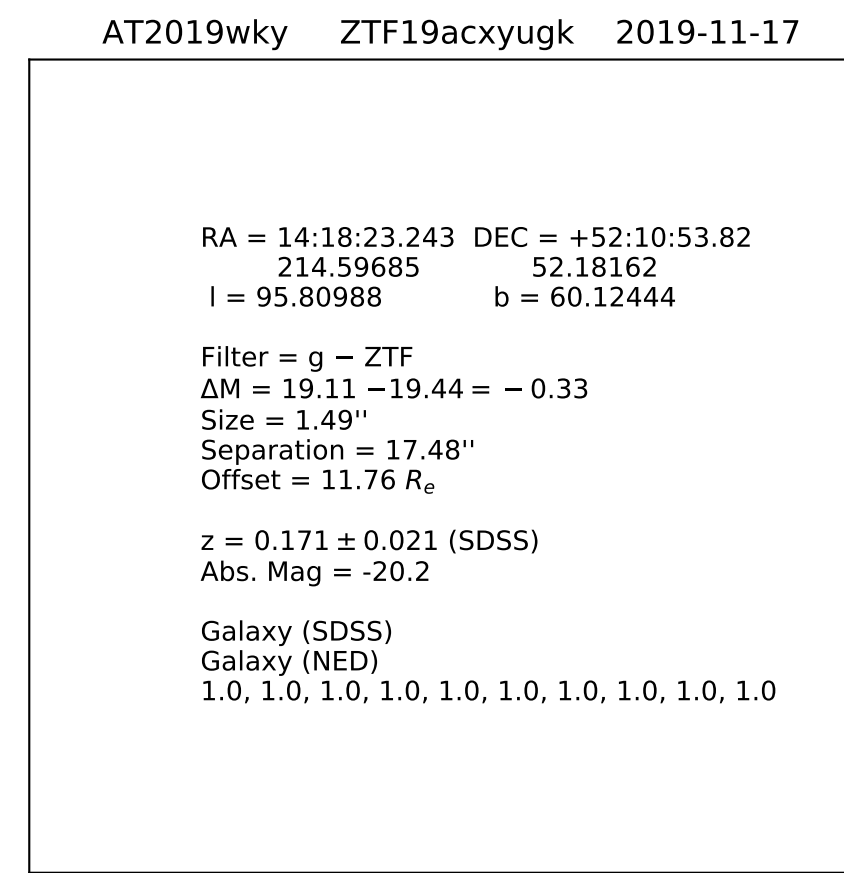 AT2019wky ZTF19acxyugk 2019-11-17
RA = 14:18:23.243 DEC = +52:10:53.82
214.59685 52.18162
l = 95.80988 b = 60.12444
Filter = g − ZTF
ΔM = 19.11 −19.44 = − 0.33
Size = 1.49''
Separation = 17.48''
Offset = 11.76 Re
z = 0.171 ± 0.021 (SDSS)
Abs. Mag = -20.2
Galaxy (SDSS)
Galaxy (NED)
1.0, 1.0, 1.0, 1.0, 1.0, 1.0, 1.0, 1.0, 1.0, 1.0